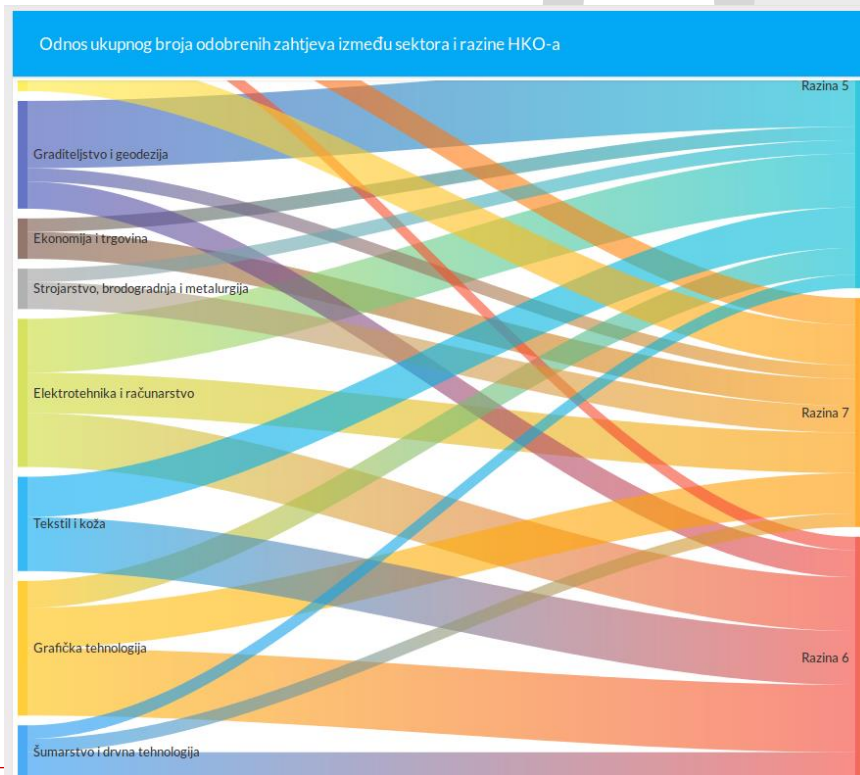 Odnos ukupnog broja odobrenih zahtjeva između sektora i razine HKO-a
Razina 5
Graditeljstvo i geodezija
Ekonomija i trgovina
Strojarstvo, brodogradnja i metalurgija
Elektrotehnika i računarstvo
Razina 7
Tekstil i koža
Grafička tehnologija
Razina 6
Šumarstvo i drvna tehnologija